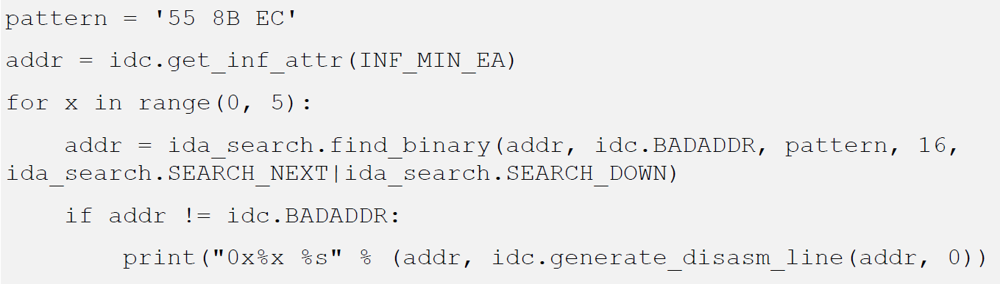 pattern = '55 8B EC'
addr = idc.get_inf_attr(INF_MIN_EA)
for x in range(0, 5):
    addr = ida_search.find_binary(addr, idc.BADADDR, pattern, 16,
ida_search.SEARCH_NEXT|ida_search.SEARCH_DOWN)
    if addr != idc.BADADDR:
        print("0x%x %s" % (addr, idc.generate_disasm_line(addr, 0))